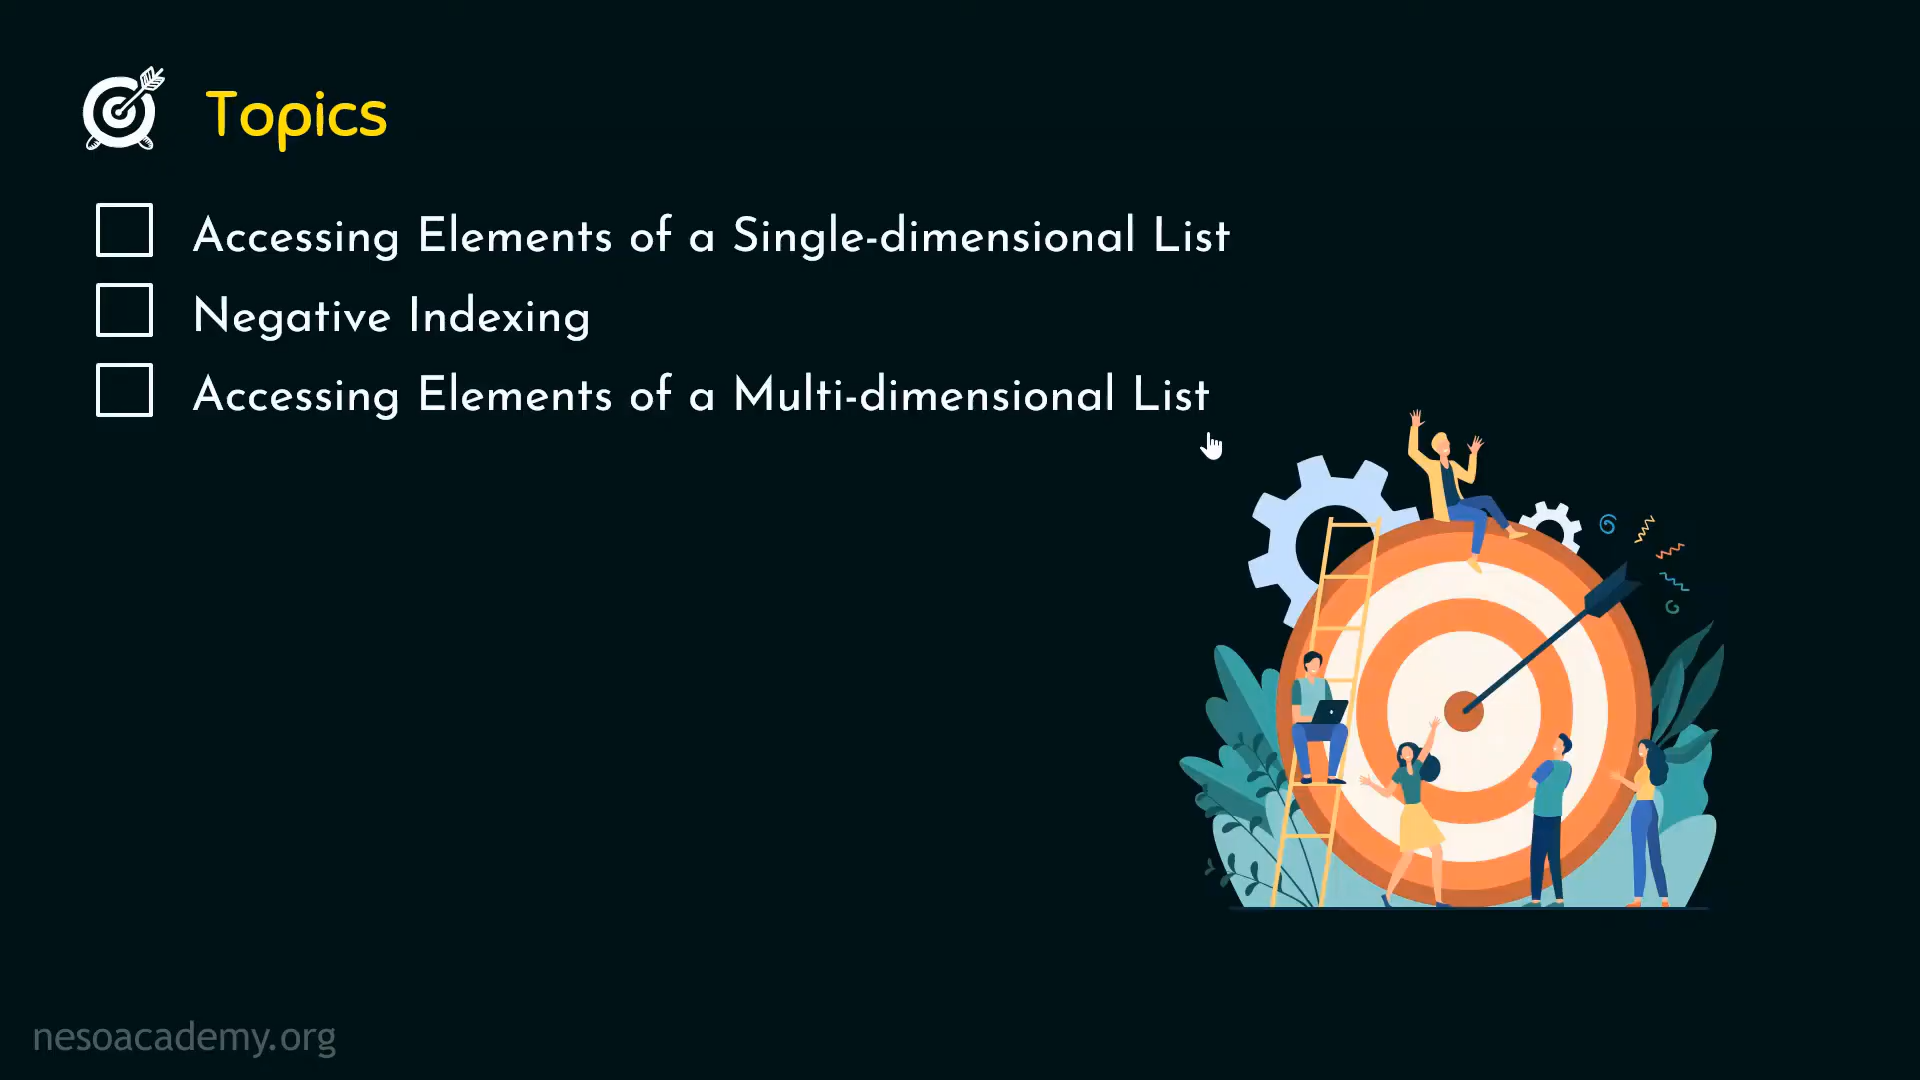 Topics
Accessing Elements of a Single-dimensional List
Negative Indexing
Accessing Elements of a Multi-dimensional List
nesoacademy.org